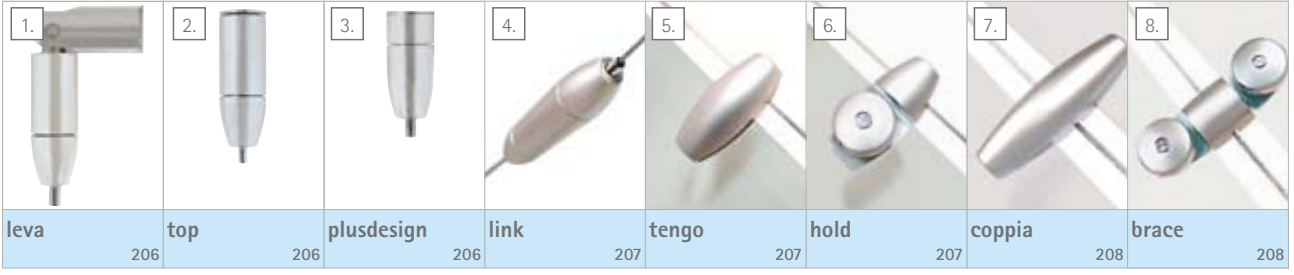 1.
2.
3.
4.
5.
6.
7.
8.
leva
206
top
206
plusdesign
206
link
207
tengo
207
hold
207
coppia
208
brace
208